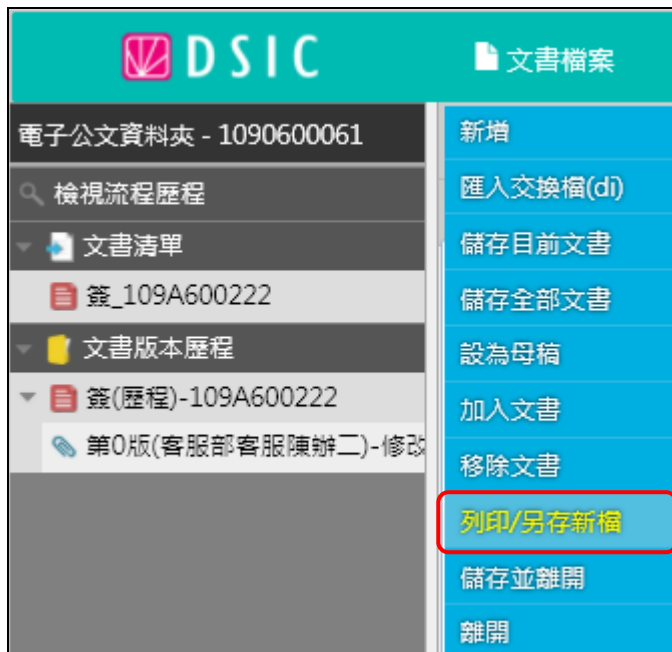 DSIC
文書檔案
電子公文資料夾 - 1090600061
檢視流程歷程
文書清單
簽_109A600222
文書版本歷程
簽(歷程)-109A600222
第0版(客服部客服陳辦二)-修改
新增
匯入交換檔(di)
儲存目前文書
儲存全部文書
設為母稿
加入文書
移除文書
列印/另存新檔
儲存並離開
離開